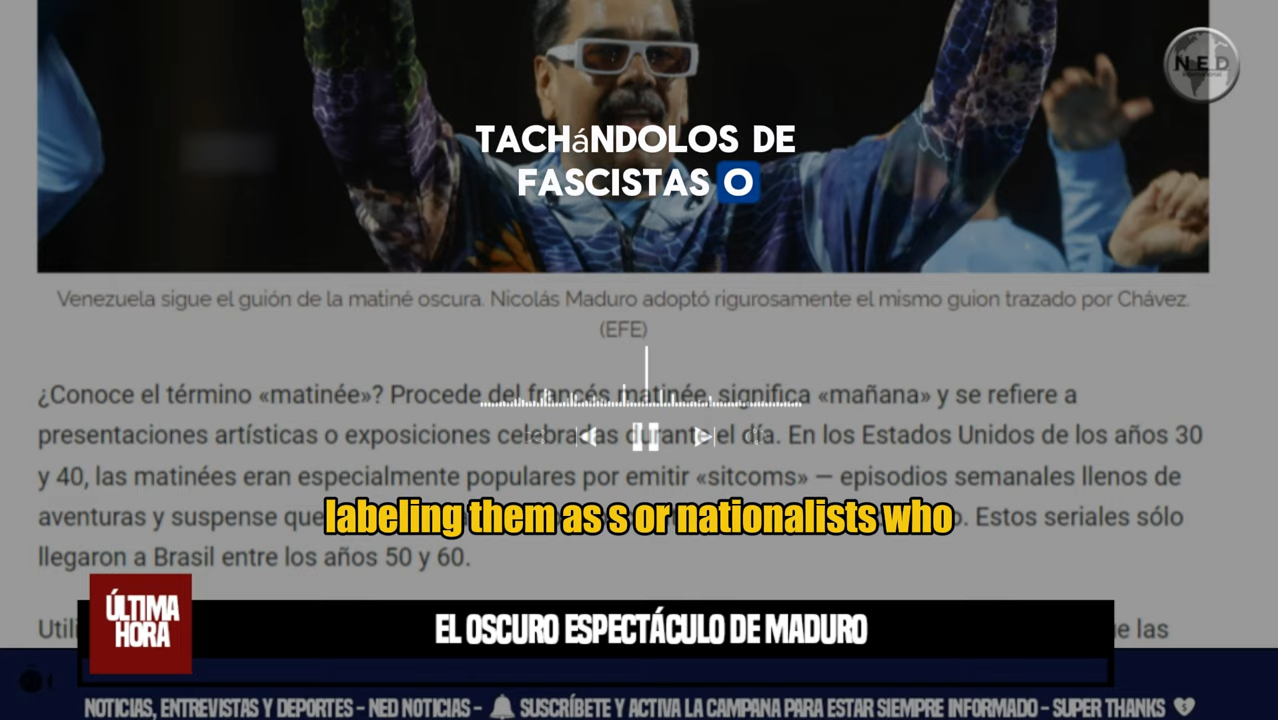 NED
TACHáNDOLOS DE
FASCISTAS O
Venezuela sigue el guión de la matiné oscura. Nicolás Maduro adoptó rigurosamente el mismo guion trazado por Chávez.
(EFE)
¿Conoce el término «matinée»? Procede del francés matinée, significa «mañana» y se refiere a
presentaciones artísticas o exposiciones celebradas durante el día. En los Estados Unidos de los años 30
y 40, las matinées eran especialmente populares por emitir «sitcoms» — episodios semanales llenos de
aventuras y suspense que Estos seriales sólo
labeling them as s or nationalists who
llegaron a Brasil entre los años 50 y 60.
ÚLTIMA
HORA
EL OSCURO ESPECTÁCULO DE MADURO
NOTICIAS, ENTREVISTAS Y DEPORTES - NED NOTICIAS - 🔔 SUSCRÍBETE Y ACTIVA LA CAMPANA PARA ESTAR SIEMPRE INFORMADO - SUPER THANKS